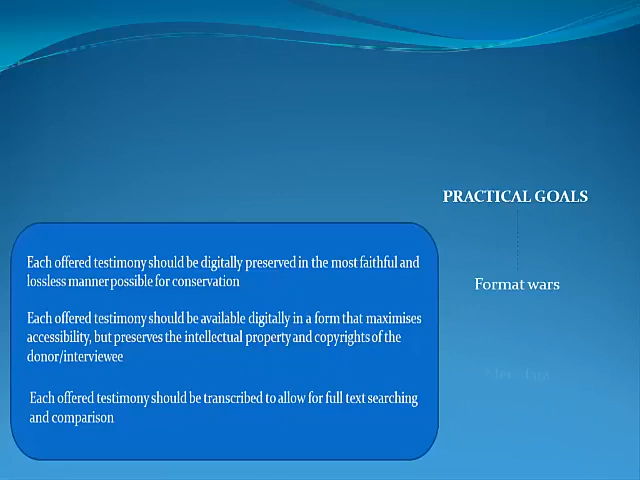 PRACTICAL GOALS
Format wars
Each offered testimony should be digitally preserved in the most faithful and
lossless manner possible for conservation
Each offered testimony should be available digitally in a form that maximises
accessibility, but preserves the intellectual property and copyrights of the
donor/interviewee
Each offered testimony should be transcribed to allow for full text searching
and comparison